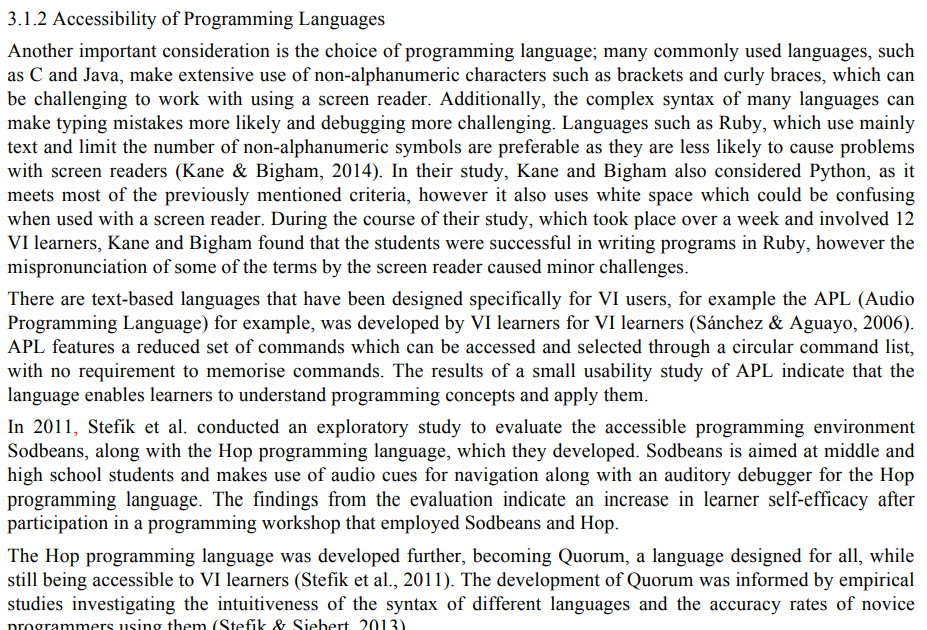 3.1.2 Accessibility of Programming Languages
Another important consideration is the choice of programming language; many commonly used languages, such
as C and Java, make extensive use of non-alphanumeric characters such as brackets and curly braces, which can
be challenging to work with using a screen reader. Additionally, the complex syntax of many languages can
make typing mistakes more likely and debugging more challenging. Languages such as Ruby, which use mainly
text and limit the number of non-alphanumeric symbols are preferable as they are less likely to cause problems
with screen readers (Kane & Bigham, 2014). In their study, Kane and Bigham also considered Python, as it
meets most of the previously mentioned criteria, however it also uses white space which could be confusing
when used with a screen reader. During the course of their study, which took place over a week and involved 12
VI learners, Kane and Bigham found that the students were successful in writing programs in Ruby, however the
mispronunciation of some of the terms by the screen reader caused minor challenges.
There are text-based languages that have been designed specifically for VI users, for example the APL (Audio
Programming Language) for example, was developed by VI learners for VI learners (Sánchez & Aguayo, 2006).
APL features a reduced set of commands which can be accessed and selected through a circular command list,
with no requirement to memorise commands. The results of a small usability study of APL indicate that the
language enables learners to understand programming concepts and apply them.
In 2011, Stefik et al. conducted an exploratory study to evaluate the accessible programming environment
Sodbeans, along with the Hop programming language, which they developed. Sodbeans is aimed at middle and
high school students and makes use of audio cues for navigation along with an auditory debugger for the Hop
programming language. The findings from the evaluation indicate an increase in learner self-efficacy after
participation in a programming workshop that employed Sodbeans and Hop.
The Hop programming language was developed further, becoming Quorum, a language designed for all, while
still being accessible to VI learners (Stefik et al., 2011). The development of Quorum was informed by empirical
studies investigating the intuitiveness of the syntax of different languages and the accuracy rates of novice
programmers using them (Stefik & Siebert, 2013).